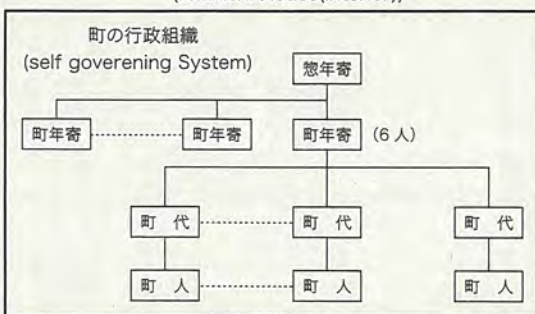 町の行政組織
(self goverening System)
惣年寄
町年寄 町年寄 町年寄 (6人)
町 代 町 代 町 代
町 人 町 人 町 人